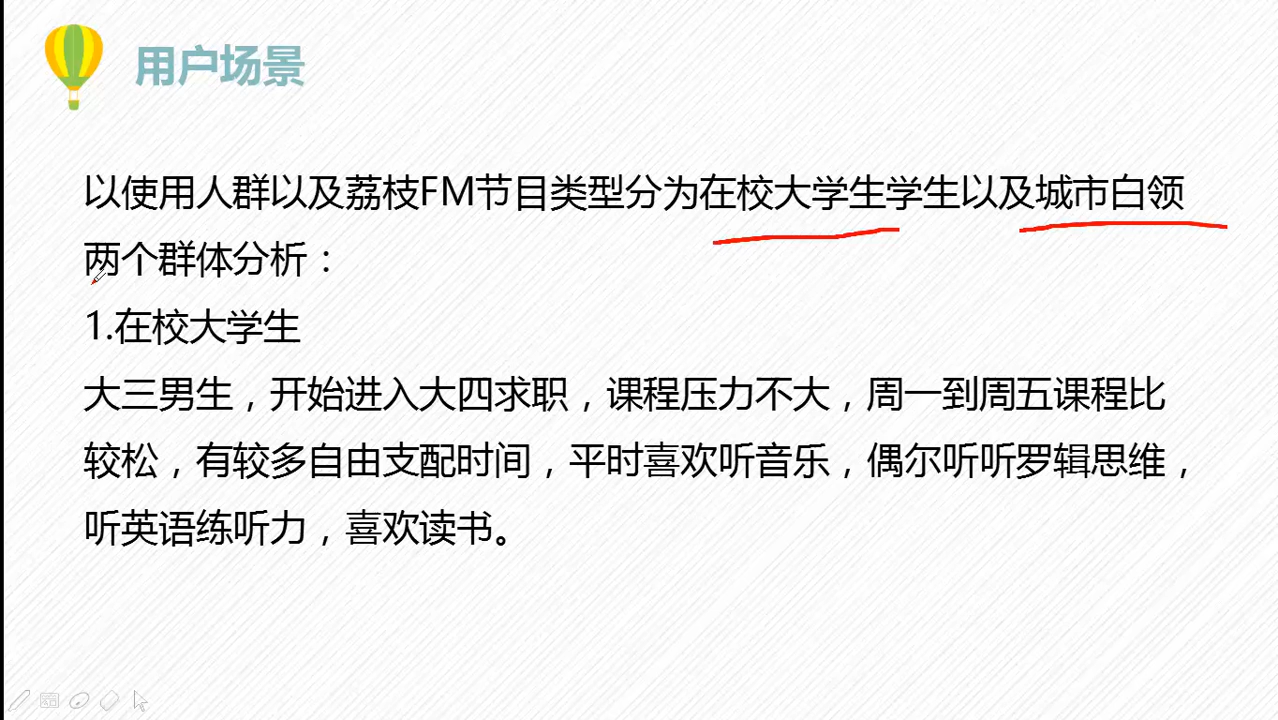 用户场景
以使用人群以及荔枝FM节目类型分为在校大学生学生以及城市白领
两个群体分析：
1.在校大学生
大三男生，开始进入大四求职，课程压力不大，周一到周五课程比
较松，有较多自由支配时间，平时喜欢听音乐，偶尔听听罗辑思维，
听英语练听力，喜欢读书。